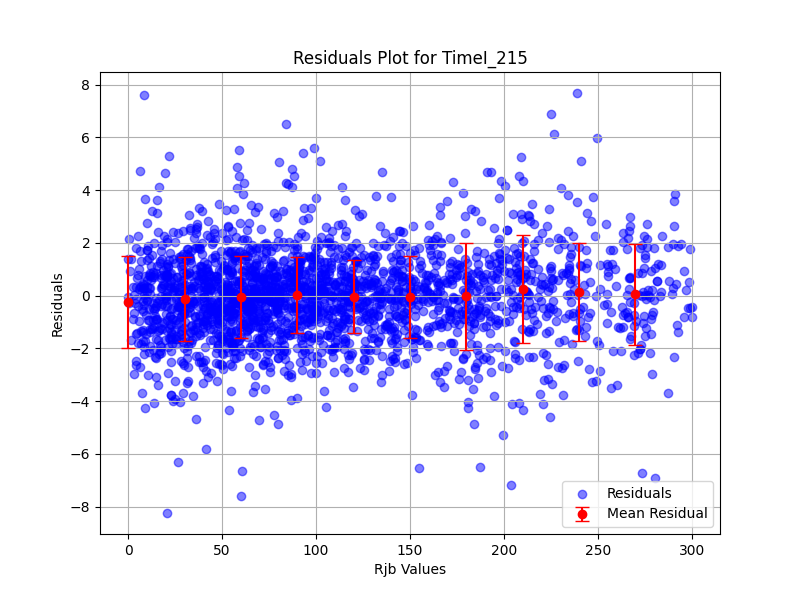 Residuals Plot for TimeI_215
8
6
4
2
0
−2
−4
−6
−8
Residuals
0 50 100 150 200 250 300
Rjb Values
Residuals
Mean Residual